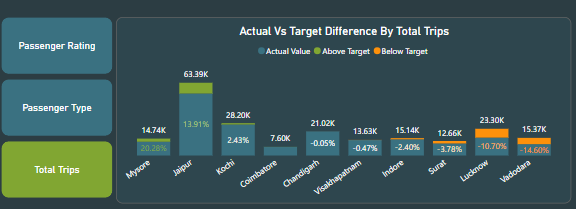 Passenger Rating
Passenger Type
Total Trips
Actual Vs Target Difference By Total Trips
Actual Value Above Target Below Target
14.74K 63.39K 28.20K 7.60K 21.02K 13.63K 15.14K 12.66K 23.30K 15.37K
20.28% 13.91% 2.43% -0.05% -0.47% -2.40% -3.78% -10.70% -14.60%
Mysore Jaipur Kochi Coimbatore Chandigarh Visakhapatnam Indore Surat Lucknow Vadodara